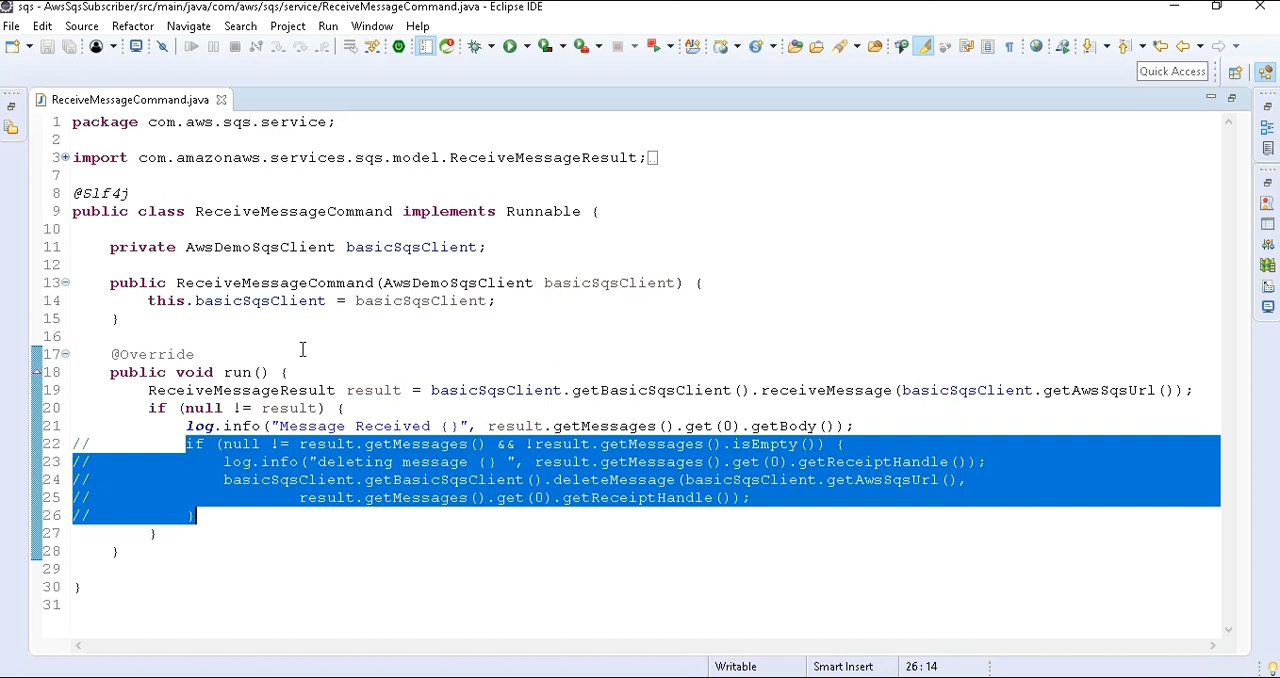 sqs - AwsSqsSubscriber/src/main/java/com/aws/sqs/service/ReceiveMessageCommand.java - Eclipse IDE
File Edit Source Refactor Navigate Search Project Run Window Help
Quick Access
ReceiveMessageCommand.java
1 package com.aws.sqs.service;
2
3 import com.amazonaws.services.sqs.model.ReceiveMessageResult;
7
8 @Slf4j
9 public class ReceiveMessageCommand implements Runnable {
10
11 private AwsDemoSqsClient basicSqsClient;
12
13 public ReceiveMessageCommand(AwsDemoSqsClient basicSqsClient) {
14 this.basicSqsClient = basicSqsClient;
15 }
16
17 @Override
18 public void run() {
19 ReceiveMessageResult result = basicSqsClient.getBasicSqsClient().receiveMessage(basicSqsClient.getAwsSqsUrl());
20 if (null != result) {
21 log.info("Message Received {}", result.getMessages().get(0).getBody());
22 // if (null != result.getMessages() && !result.getMessages().isEmpty()) {
23 // log.info("deleting message {} ", result.getMessages().get(0).getReceiptHandle());
24 // basicSqsClient.getBasicSqsClient().deleteMessage(basicSqsClient.getAwsSqsUrl(),
25 // result.getMessages().get(0).getReceiptHandle());
26 // }
27 }
28 }
29
30 }
31
Writable Smart Insert 26 : 14